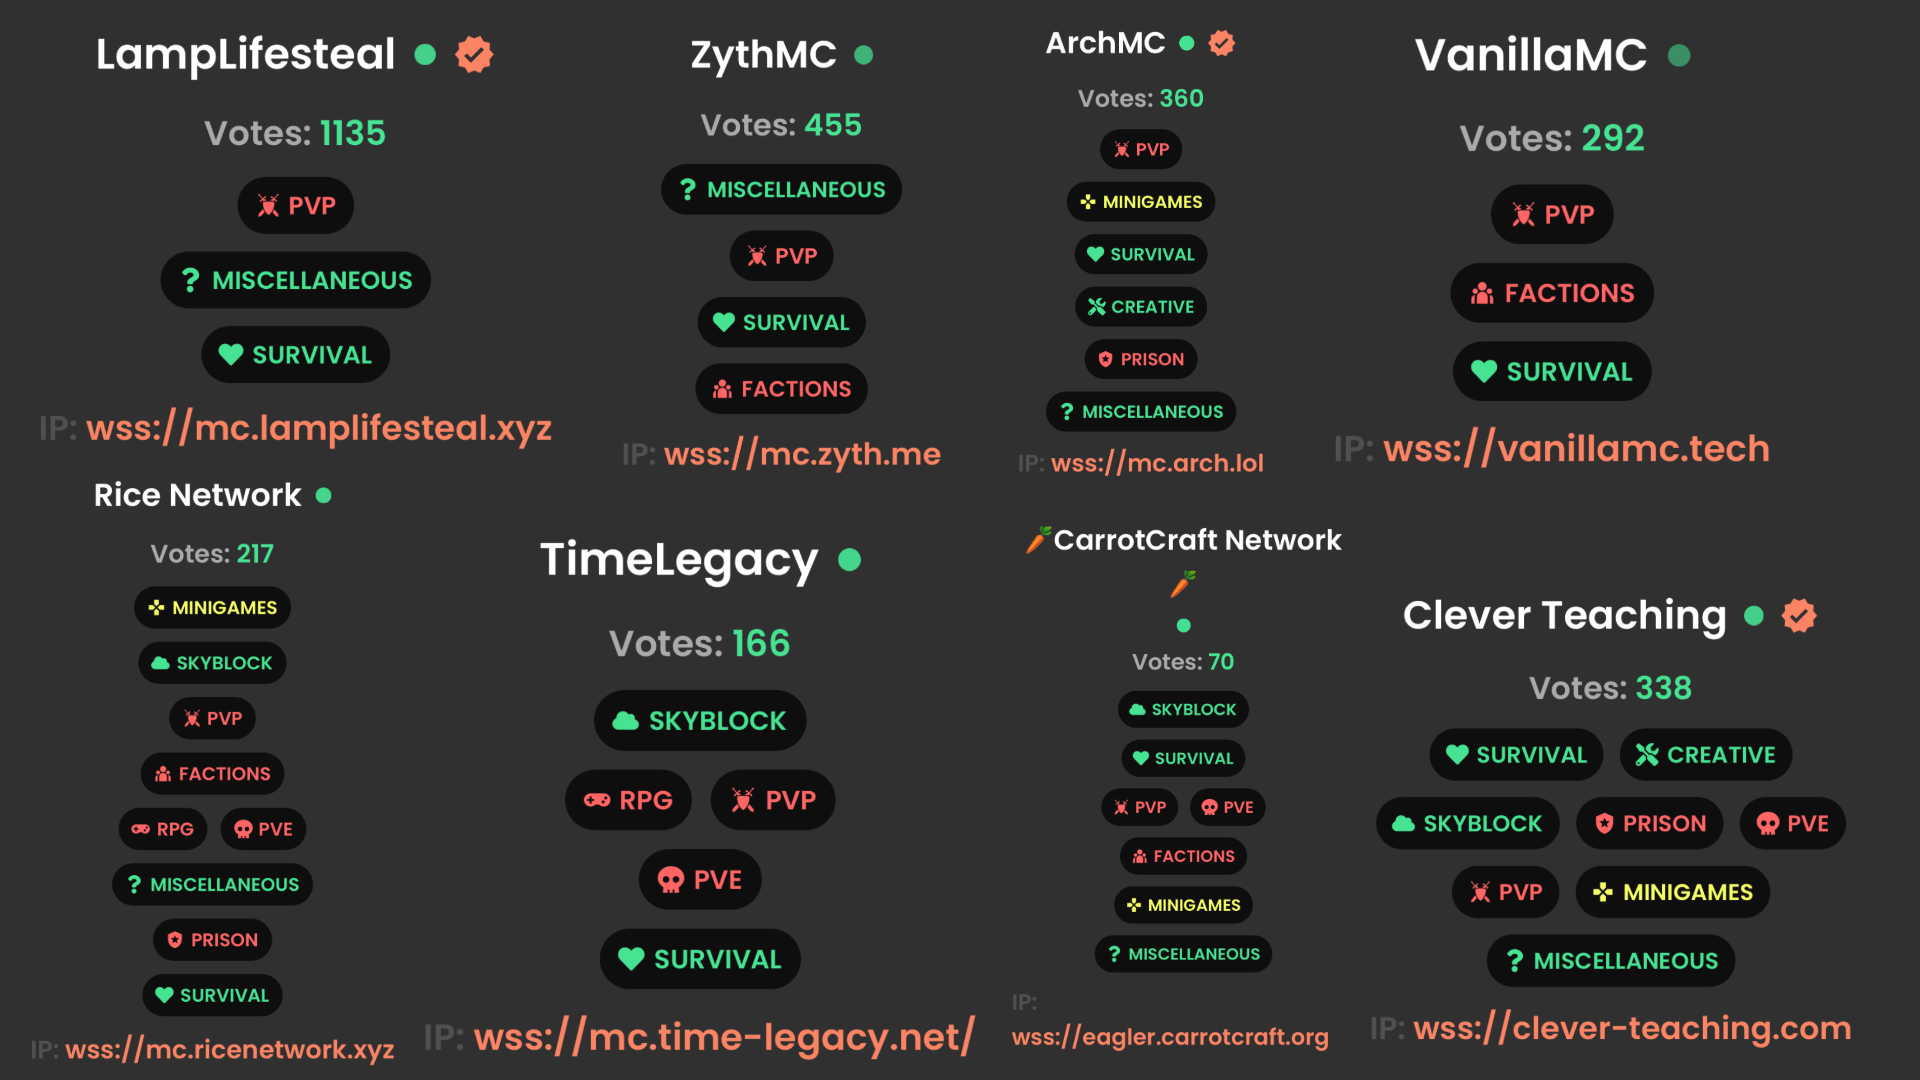 LampLifesteal
Votes: 1135
PVP
MISCELLANEOUS
SURVIVAL
IP: wss://mc.lamplifesteal.xyz
ZythMC
Votes: 455
MISCELLANEOUS
PVP
SURVIVAL
FACTIONS
IP: wss://mc.zyth.me
ArchMC
Votes: 360
PVP
MINIGAMES
SURVIVAL
CREATIVE
PRISON
MISCELLANEOUS
IP: wss://mc.arch.lol
VanillaMC
Votes: 292
PVP
FACTIONS
SURVIVAL
IP: wss://vanillamc.tech
Rice Network
Votes: 217
MINIGAMES
SKYBLOCK
PVP
FACTIONS
RPG PVE
MISCELLANEOUS
PRISON
SURVIVAL
IP: wss://mc.ricenetwork.xyz
TimeLegacy
Votes: 166
SKYBLOCK
RPG PVP
PVE
SURVIVAL
IP: wss://mc.time-legacy.net/
🥕CarrotCraft Network
🥕
Votes: 70
SKYBLOCK
SURVIVAL
PVP PVE
FACTIONS
MINIGAMES
MISCELLANEOUS
IP:
wss://eagler.carrotcraft.org
Clever Teaching
Votes: 338
SURVIVAL CREATIVE
SKYBLOCK PRISON PVE
PVP MINIGAMES
MISCELLANEOUS
IP: wss://clever-teaching.com